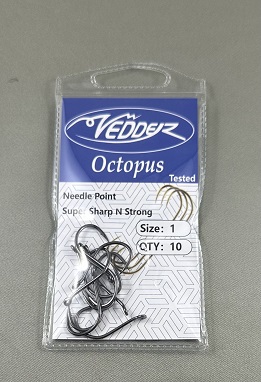 VEDDER
Octopus
Tested
Needle Point
Super Sharp N Strong
Size: 1
QTY: 10